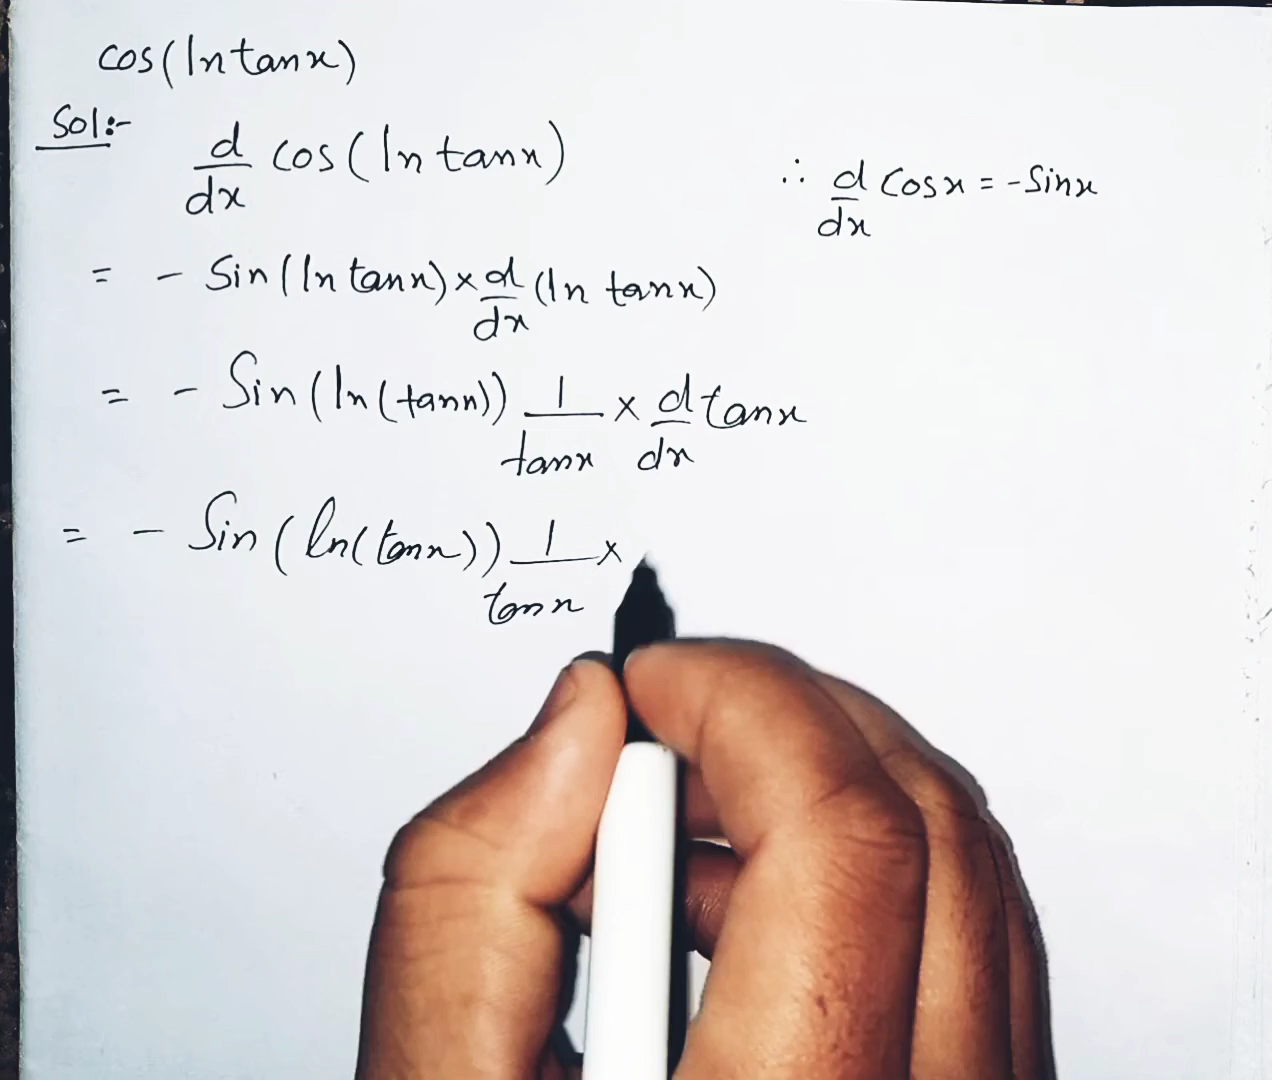 cos(ln tanx)
Sol:-
d/dx cos(ln tanx)
∴ d/dx Cosx = -Sinx
= - Sin(ln tanx) × d/dx (ln tanx)
= - Sin(ln(tanx)) 1/tanx × d/dx tanx
= - Sin(ln(tanx)) 1/tanx ×